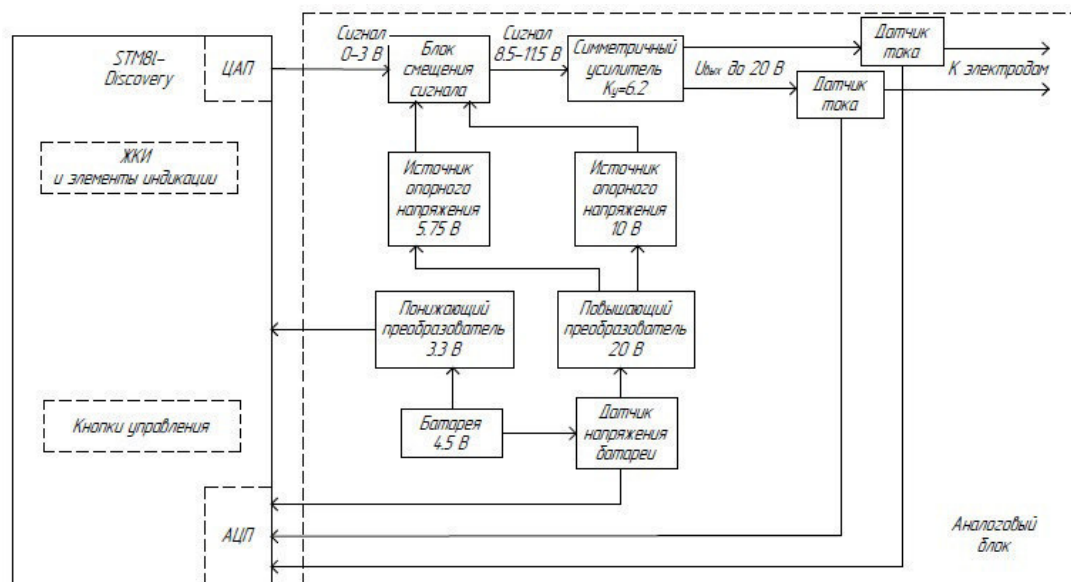 STM8l-
Discovery
ЦАП
Сигнал
0-3 В
Блок
смещения
сигнала
Сигнал
8.5-11.5 В
Симметричный
усилитель
Kу=6.2
Uвых до 20 В
Датчик
тока
Датчик
тока
К электродам
ЖКИ
и элементы индикации
Источник
опорного
напряжения
5.75 В
Источник
опорного
напряжения
10 В
Понижающий
преобразователь
3.3 В
Повышающий
преобразователь
20 В
Кнопки управления
Батарея
4.5 В
Датчик
напряжения
батареи
АЦП
Аналоговый
блок